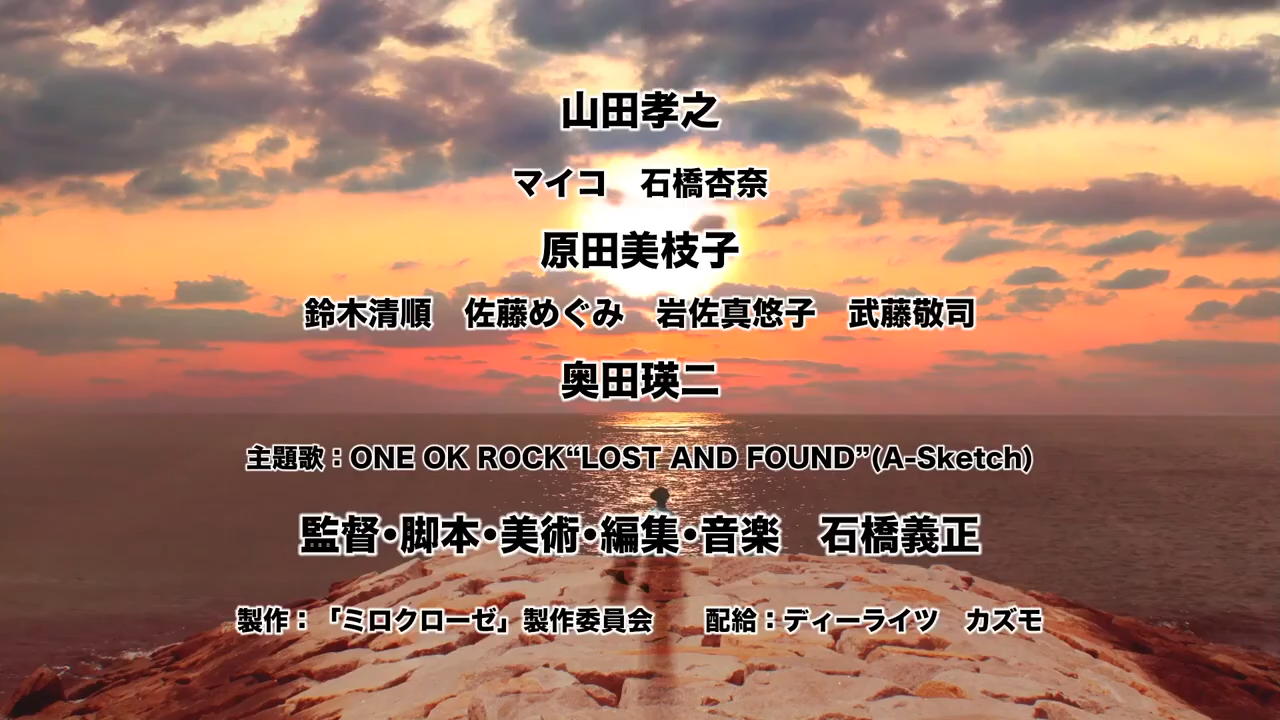 山田孝之
マイコ　石橋杏奈
原田美枝子
鈴木清順　佐藤めぐみ　岩佐真悠子　武藤敬司
奥田瑛二
主題歌：ONE OK ROCK“LOST AND FOUND”(A-Sketch)
監督・脚本・美術・編集・音楽　石橋義正
製作：「ミロクローゼ」製作委員会　　配給：ディーライツ　カズモ